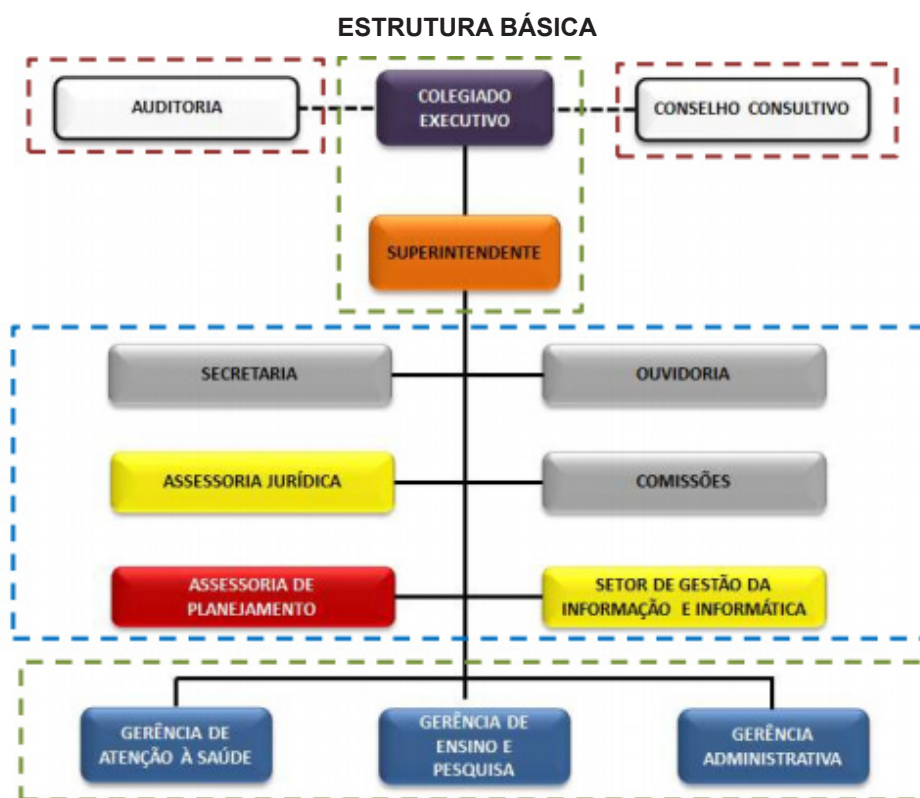 ESTRUTURA BÁSICA
AUDITORIA
COLEGIADO
EXECUTIVO
CONSELHO CONSULTIVO
SUPERINTENDENTE
SECRETARIA
OUVIDORIA
ASSESSORIA JURÍDICA
COMISSÕES
ASSESSORIA DE
PLANEJAMENTO
SETOR DE GESTÃO DA
INFORMAÇÃO E INFORMÁTICA
GERÊNCIA DE
ATENÇÃO À SAÚDE
GERÊNCIA DE
ENSINO E
PESQUISA
GERÊNCIA
ADMINISTRATIVA